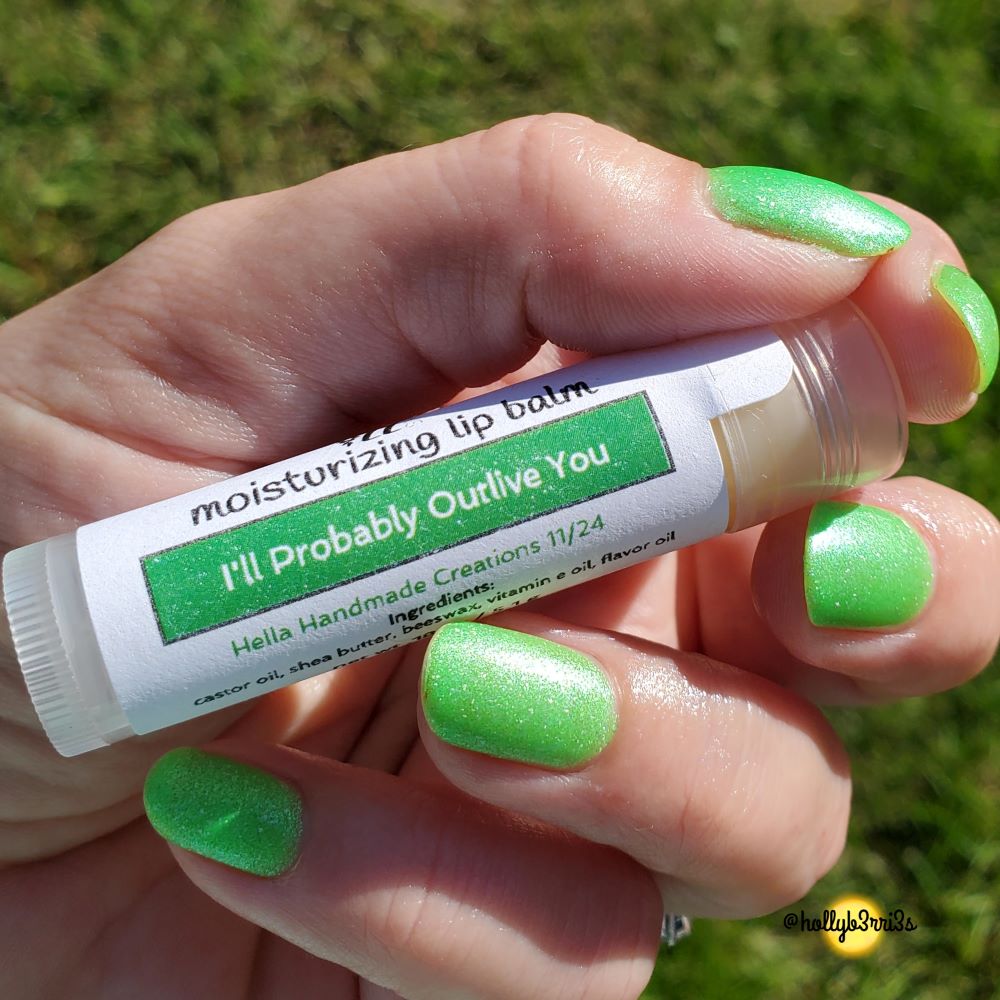 moisturizing lip balm
I'll Probably Outlive You
Hella Handmade Creations 11/24
Ingredients:
castor oil, shea butter, beeswax, vitamin e oil, flavor oil
@hollyb3rri3s